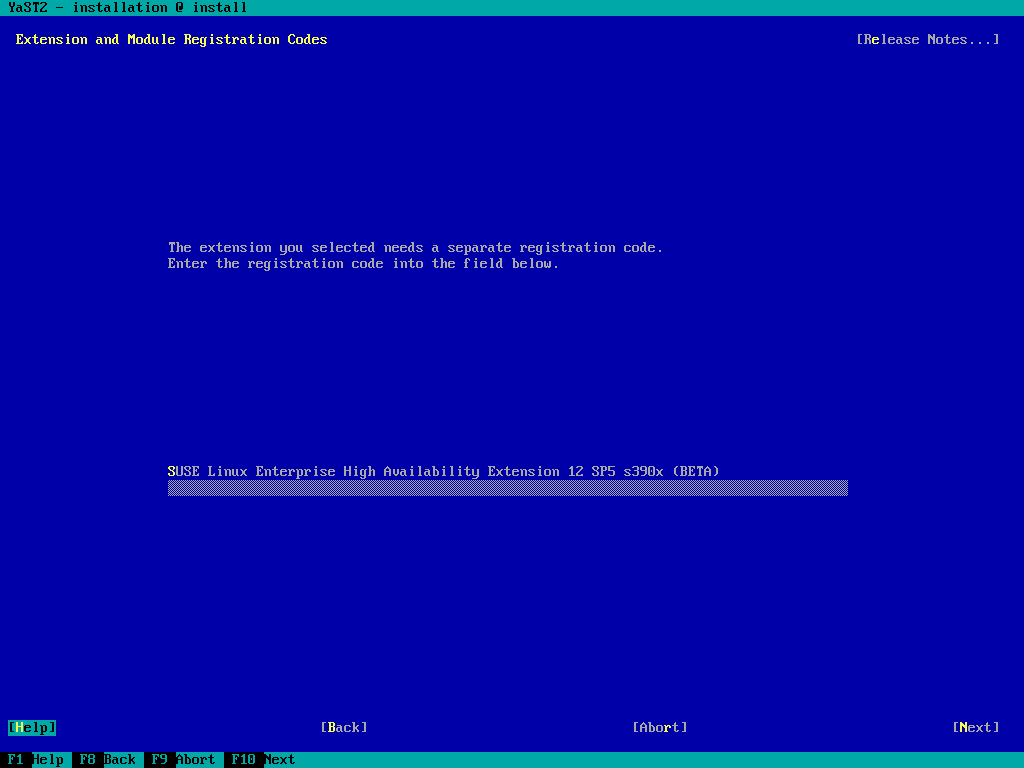 YaST2 - installation @ install
Extension and Module Registration Codes [Release Notes...]
The extension you selected needs a separate registration code.
Enter the registration code into the field below.
SUSE Linux Enterprise High Availability Extension 12 SP5 s390x (BETA)
[Help] [Back] [Abort] [Next]
F1 Help F8 Back F9 Abort F10 Next